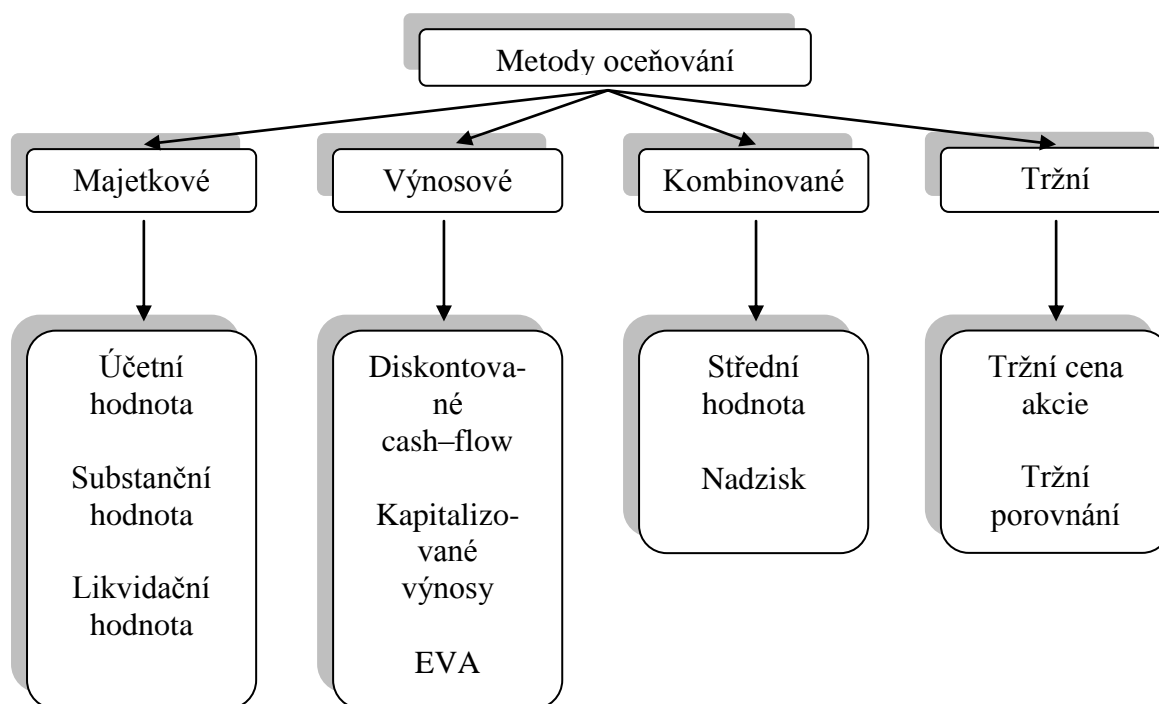 Metody oceňování
Majetkové
Výnosové
Kombinované
Tržní
Účetní
hodnota
Substanční
hodnota
Likvidační
hodnota
Diskontova-
né
cash–flow
Kapitalizo-
vané
výnosy
EVA
Střední
hodnota
Nadzisk
Tržní cena
akcie
Tržní
porovnání